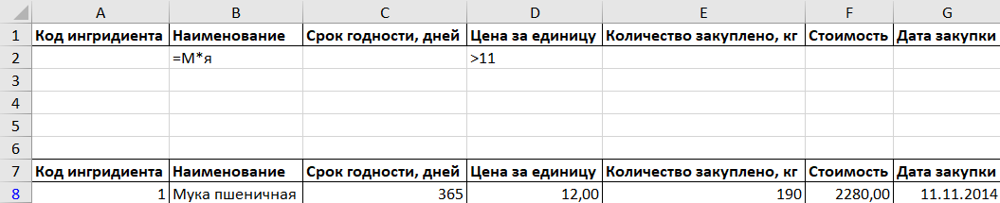 A B C D E F G
1 Код ингридиента Наименование Срок годности, дней Цена за единицу Количество закуплено, кг Стоимость Дата закупки
2 =М*я >11
3
4
5
6
7 Код ингридиента Наименование Срок годности, дней Цена за единицу Количество закуплено, кг Стоимость Дата закупки
8 1 Мука пшеничная 365 12,00 190 2280,00 11.11.2014